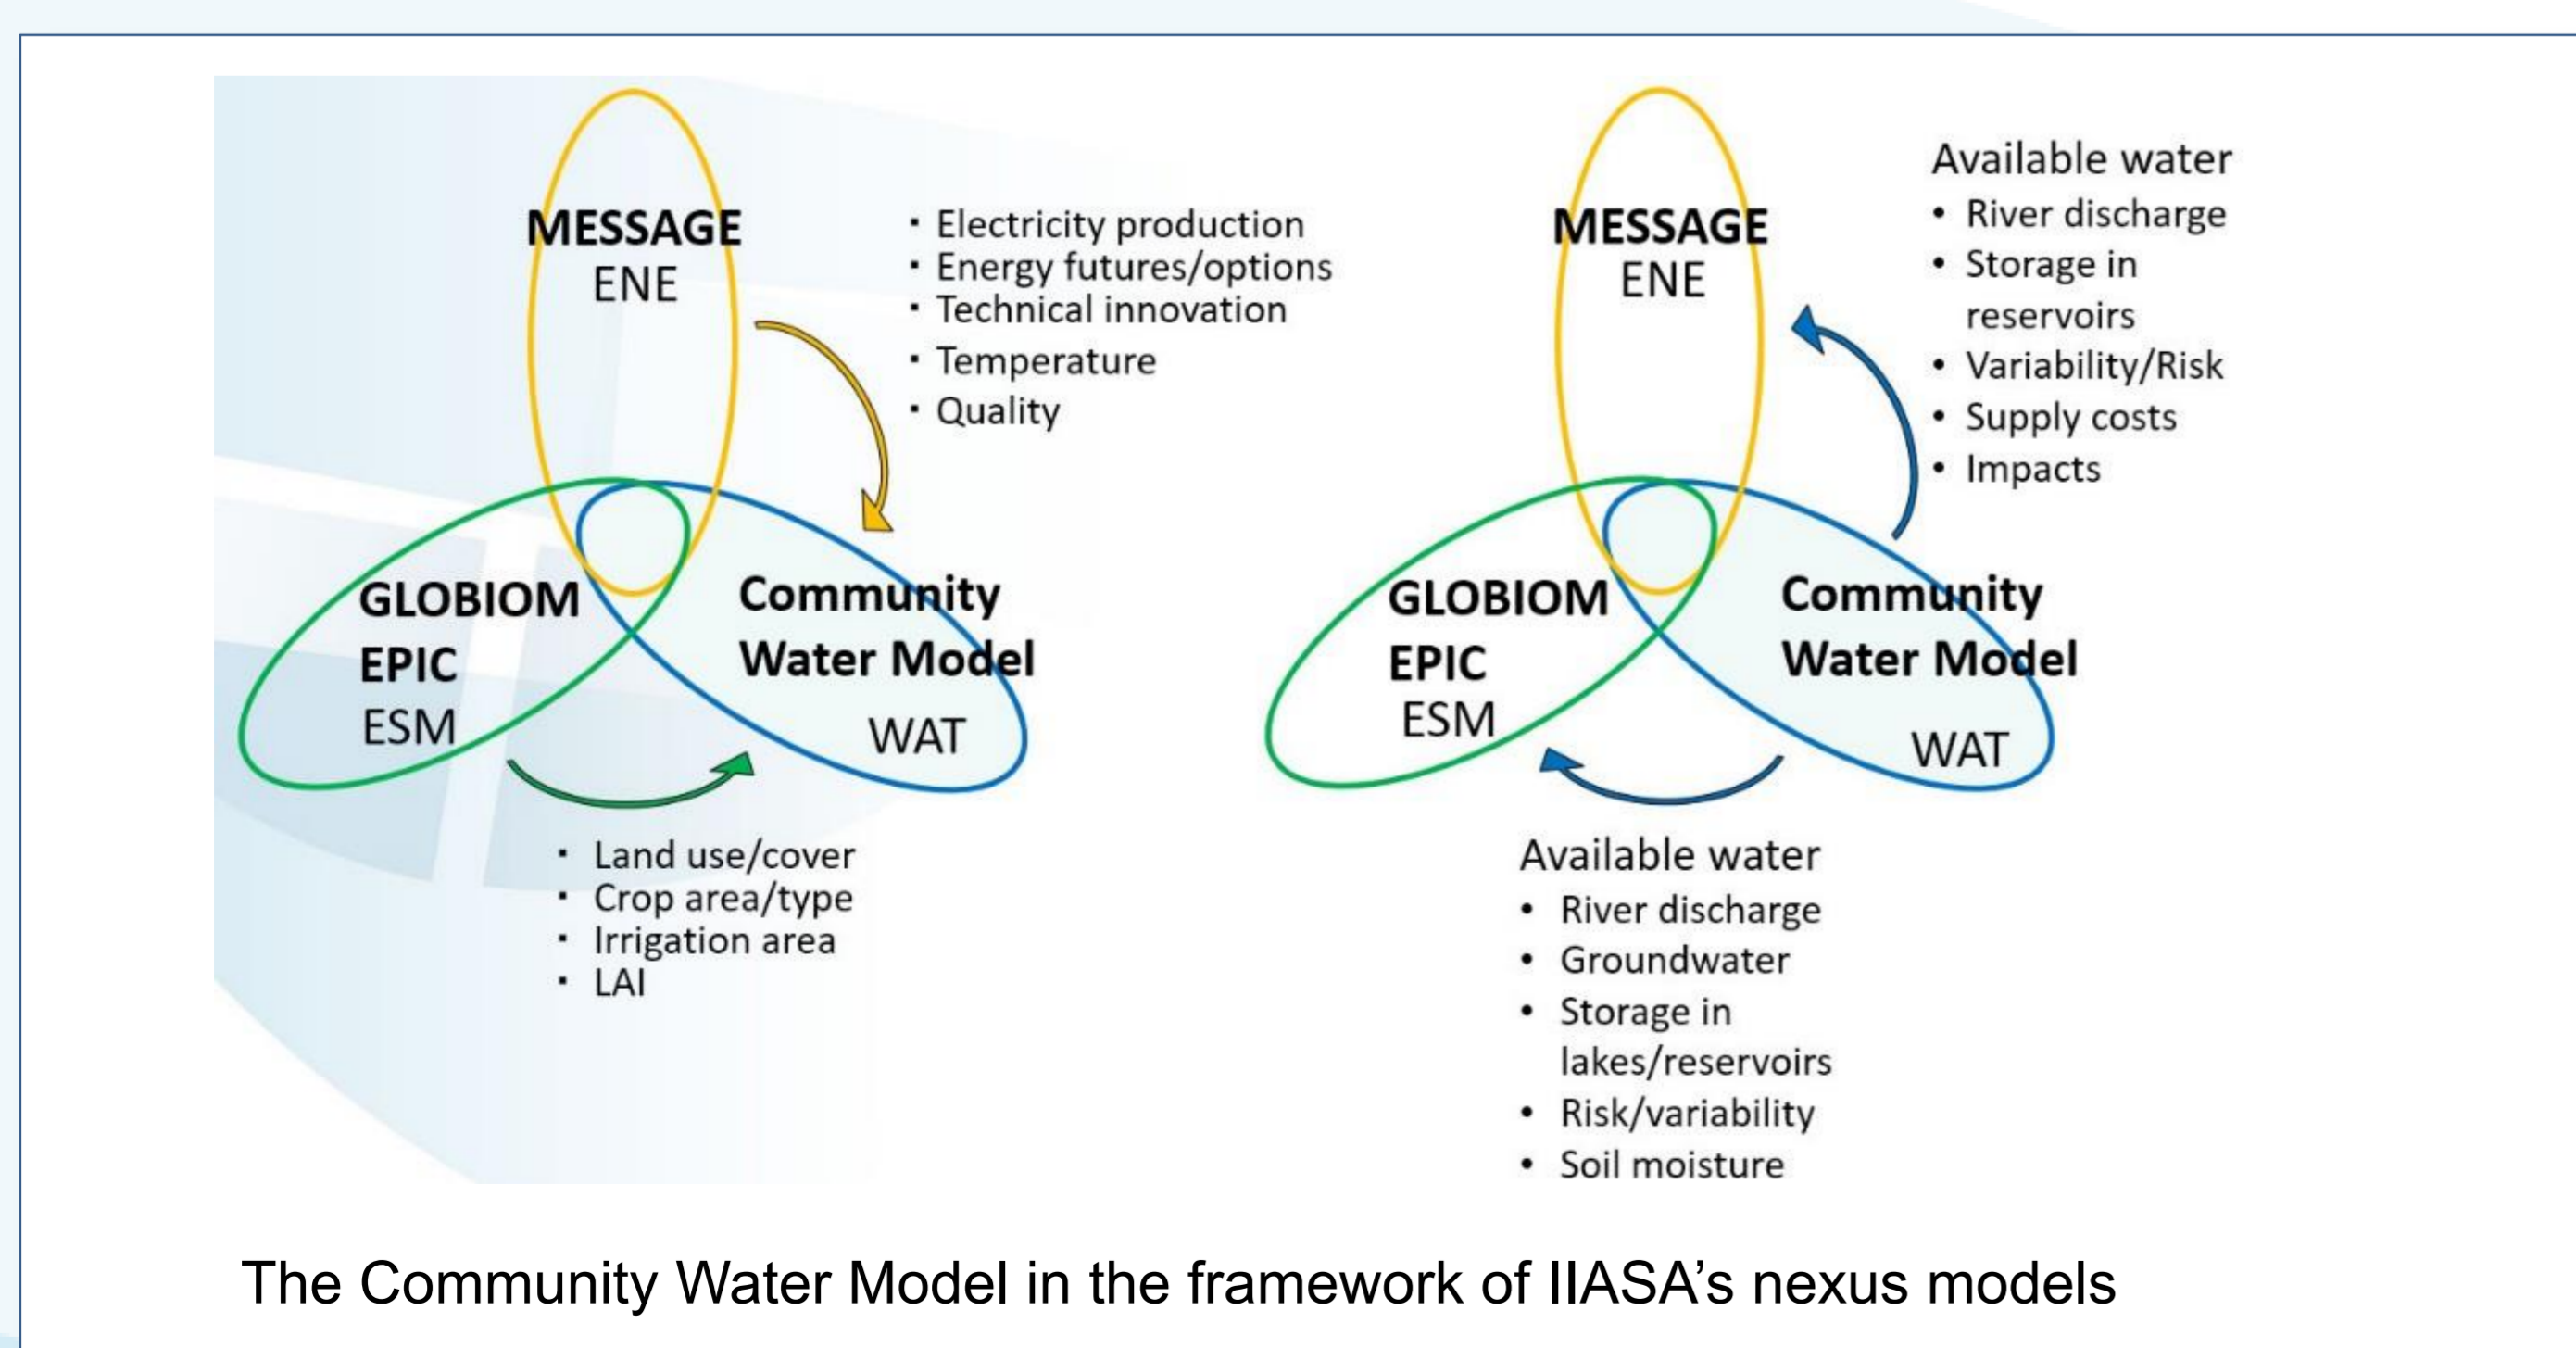 MESSAGE
ENE
▪ Electricity production
▪ Energy futures/options
▪ Technical innovation
▪ Temperature
▪ Quality
GLOBIOM
EPIC
ESM
Community
Water Model
WAT
▪ Land use/cover
▪ Crop area/type
▪ Irrigation area
▪ LAI
MESSAGE
ENE
Available water
• River discharge
• Storage in
reservoirs
• Variability/Risk
• Supply costs
• Impacts
GLOBIOM
EPIC
ESM
Community
Water Model
WAT
Available water
• River discharge
• Groundwater
• Storage in
lakes/reservoirs
• Risk/variability
• Soil moisture
The Community Water Model in the framework of IIASA’s nexus models